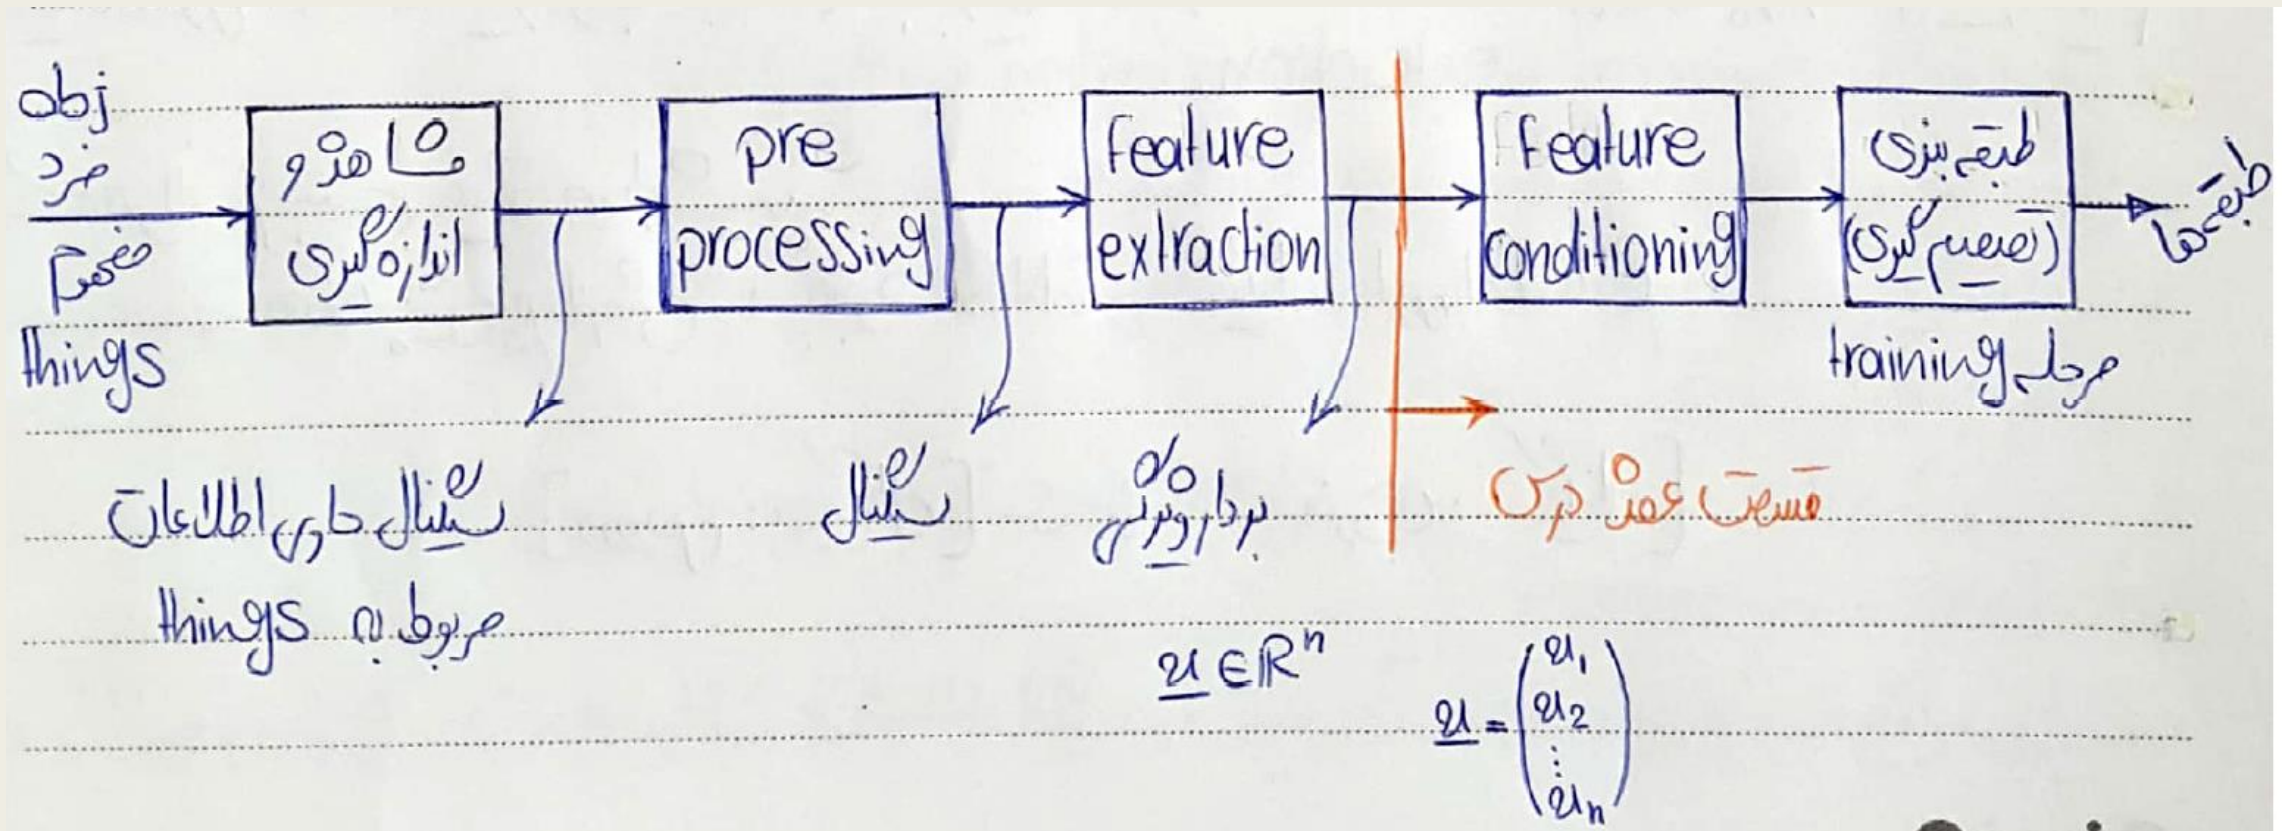 obj
فرد
مفهوم
things
مشاهده و
اندازه‌گیری
pre
processing
feature
extraction
feature
conditioning
طبقه‌بندی
(تصمیم‌گیری)
طبقه‌ها
مرحله training
سیگنال حاوی اطلاعات
مربوط به things
سیگنال
بردار ویژگی
قسمت عمده درس
x ∈ ℝⁿ
x = (x₁ x₂ ⋮ xₙ)